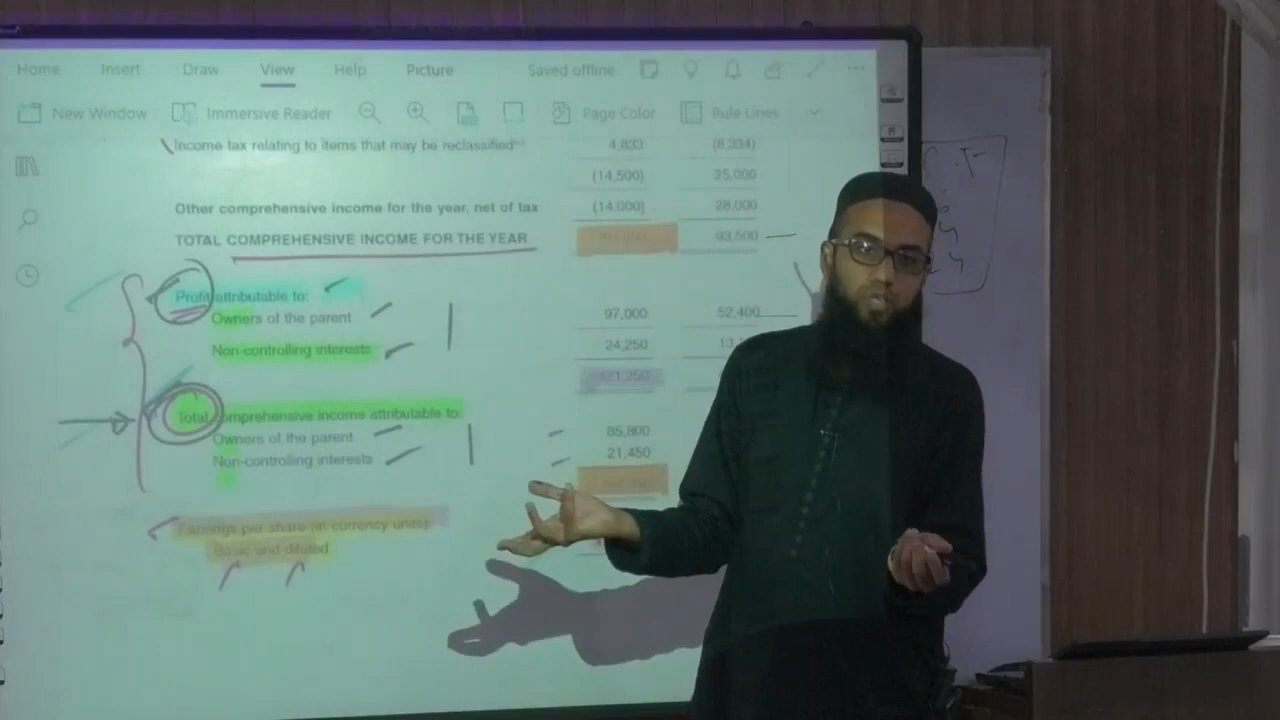 Home Insert Draw View Help Picture Saved offline
New Window Immersive Reader Page Color Rule Lines
Income tax relating to items that may be reclassified 4,833 (8,334)
(14,500) 25,000
Other comprehensive income for the year, net of tax (14,000) 28,000
TOTAL COMPREHENSIVE INCOME FOR THE YEAR 93,500
Profit attributable to:
Owners of the parent 97,000 52,400
Non-controlling interests 24,250
121,250
Total comprehensive income attributable to:
Owners of the parent 85,800
Non-controlling interests 21,450
Earnings per share (in currency units):
Basic and diluted